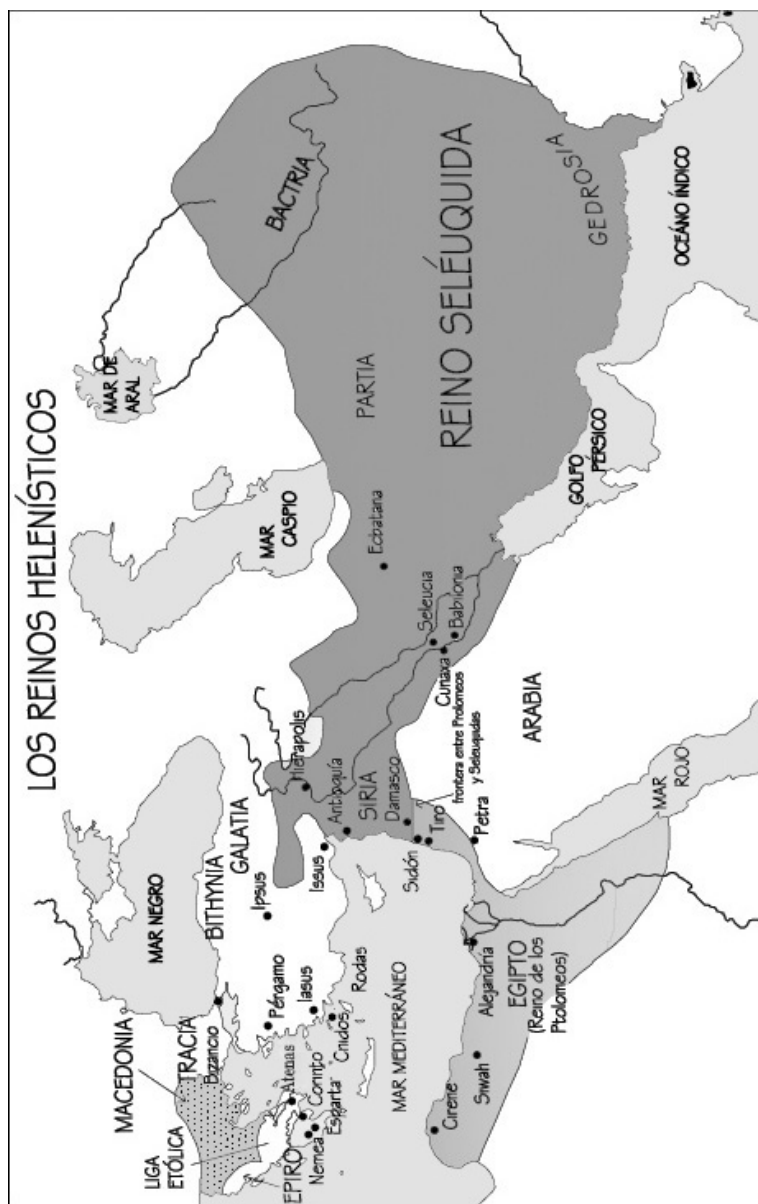 LOS REINOS HELENÍSTICOS
MAR DE
ARAL
MAR
CASPIO
MAR NEGRO
BACTRIA
PARTIA
REINO SELÉUQUIDA
GEDROSIA
OCEÁNO ÍNDICO
GOLFO
PÉRSICO
Ecbatana
Seleucia
Babilonia
Cunaxa
frontera entre Ptolomeos
y Seleuqidas
ARABIA
MAR
ROJO
Hierapolis
Antioquía
SIRIA
Damasco
Issus
Sidón
Tiro
Petra
GALATIA
BITHYNIA
Ipsus
MACEDONIA
TRACIA
Bizancio
Pérgamo
Iasus
Cnidos
Rodas
LIGA
ETÓLICA
EPIRO
Atenas
Corinto
Esparta
Nemea
MAR MEDITERRÁNEO
Alejandría
EGIPTO
(Reino de los
Ptolomeos)
Siwah
Cirene